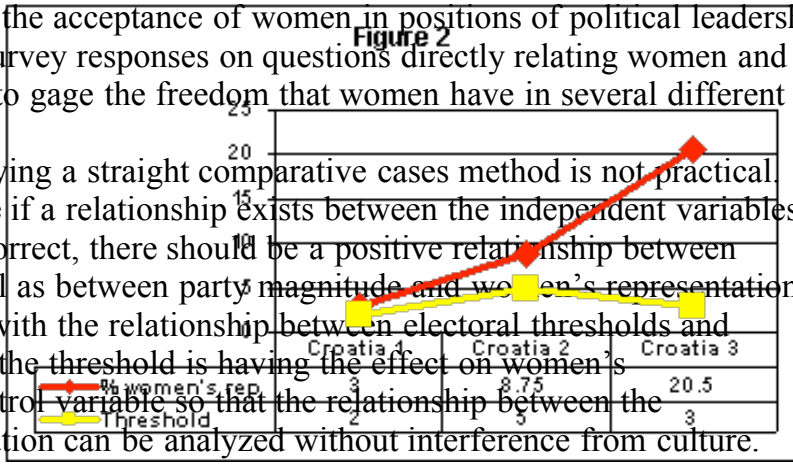 the acceptance of women in positions of political leadersh
Figure 2
urvey responses on questions directly relating women and
to gage the freedom that women have in several different
25
20
ying a straight comparative cases method is not practical.
15
if a relationship exists between the independent variables
10
orrect, there should be a positive relationship between
5
l as between party magnitude and women's representation
0
with the relationship between electoral thresholds and
Croatia 1 Croatia 2 Croatia 3
the threshold is having the effect on women's
% women's rep. 3 8.75 20.5
trol variable so that the relationship between the
Threshold 2 5 3
tion can be analyzed without interference from culture.